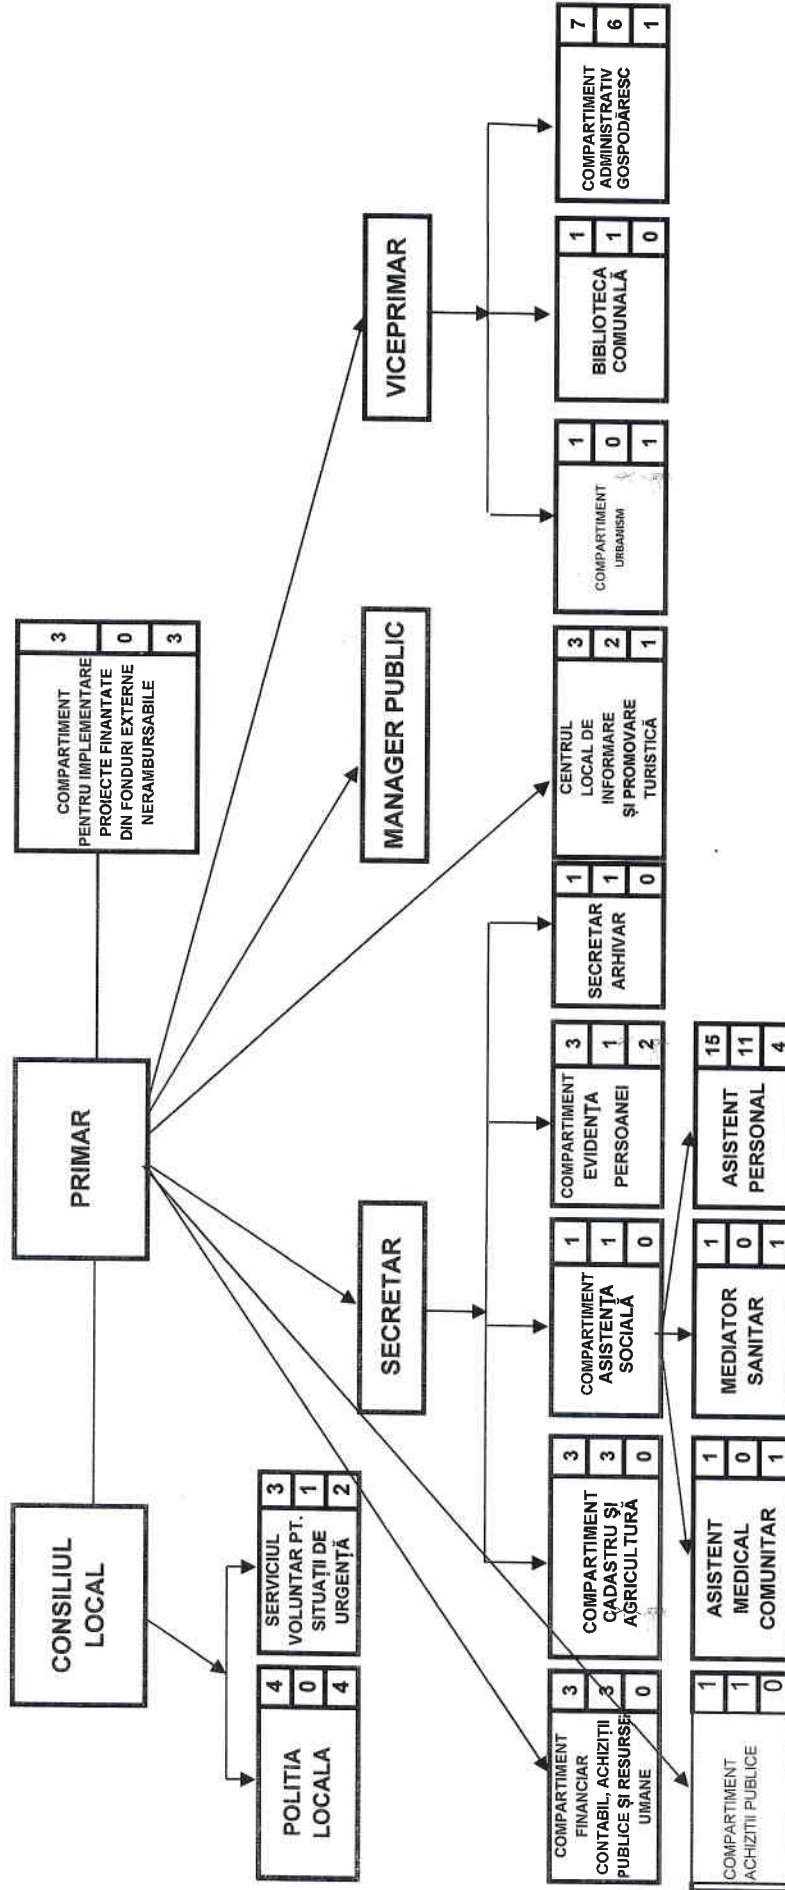 CONSILIUL
LOCAL
PRIMAR
COMPARTIMENT
PENTRU IMPLEMENTARE
PROIECTE FINANTATE
DIN FONDURI EXTERNE
NERAMBURSABILE
3
0
3
POLITIA
LOCALA
4
0
4
SERVICIUL
VOLUNTAR PT.
SITUAȚII DE
URGENȚĂ
3
1
2
SECRETAR
MANAGER PUBLIC
VICEPRIMAR
COMPARTIMENT
FINANCIAR
CONTABIL, ACHIZIȚII
PUBLICE ȘI RESURSE
UMANE
3
3
0
COMPARTIMENT
CADASTRU ȘI
AGRICULTURĂ
3
3
0
COMPARTIMENT
ASISTENȚA
SOCIALĂ
1
1
0
COMPARTIMENT
EVIDENȚA
PERSOANEI
3
1
2
SECRETAR
ARHIVAR
1
1
0
CENTRUL
LOCAL DE
INFORMARE
ȘI PROMOVARE
TURISTICĂ
3
2
1
COMPARTIMENT
URBANISM
1
0
1
BIBLIOTECA
COMUNALĂ
1
1
0
COMPARTIMENT
ADMINISTRATIV
GOSPODĂRESC
7
6
1
COMPARTIMENT
ACHIZITII PUBLICE
1
1
0
ASISTENT
MEDICAL
COMUNITAR
1
0
1
MEDIATOR
SANITAR
1
0
1
ASISTENT
PERSONAL
15
11
4